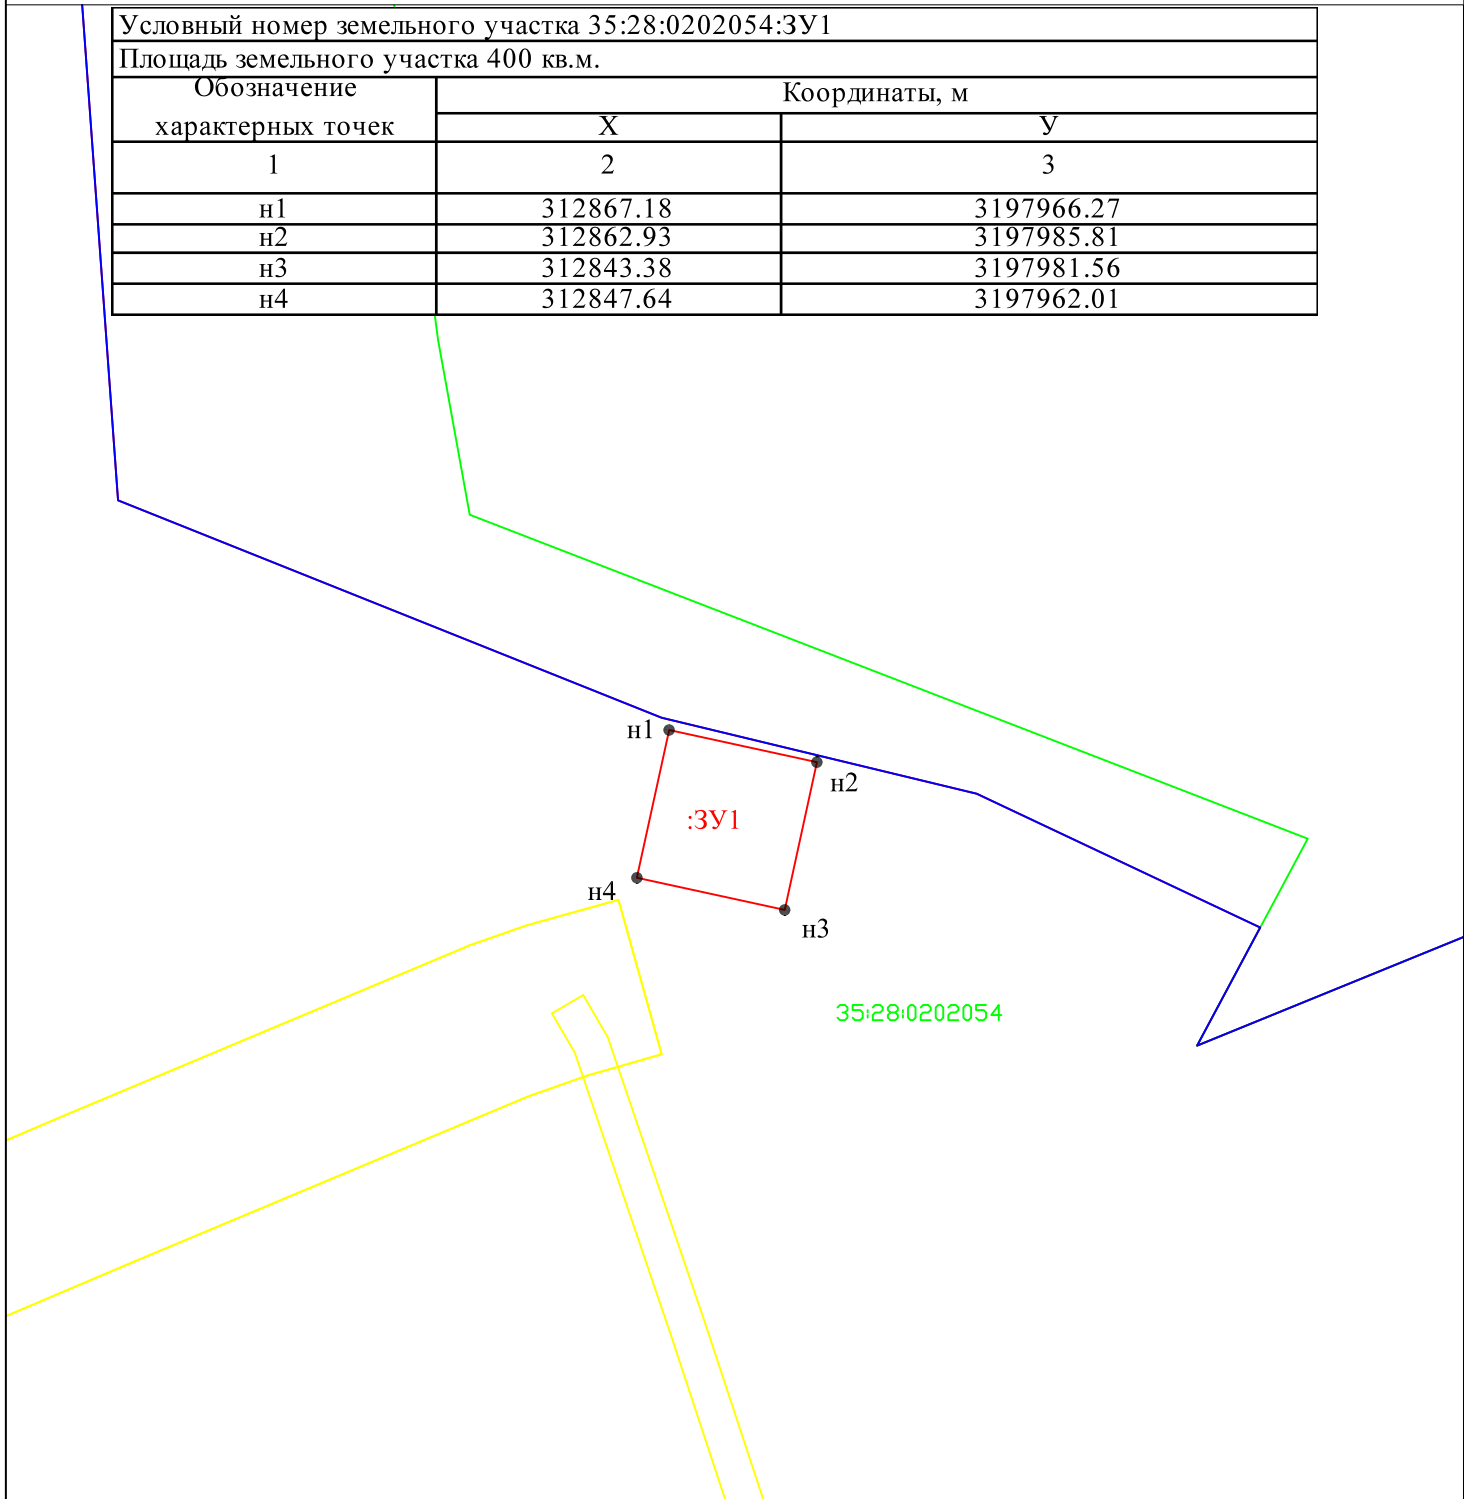 Условный номер земельного участка 35:28:0202054:ЗУ1
Площадь земельного участка 400 кв.м.
Обозначение характерных точек
Координаты, м
Х
У
1
2
3
н1 312867.18 3197966.27
н2 312862.93 3197985.81
н3 312843.38 3197981.56
н4 312847.64 3197962.01
н1
н2
:ЗУ1
н4
н3
35:28:0202054